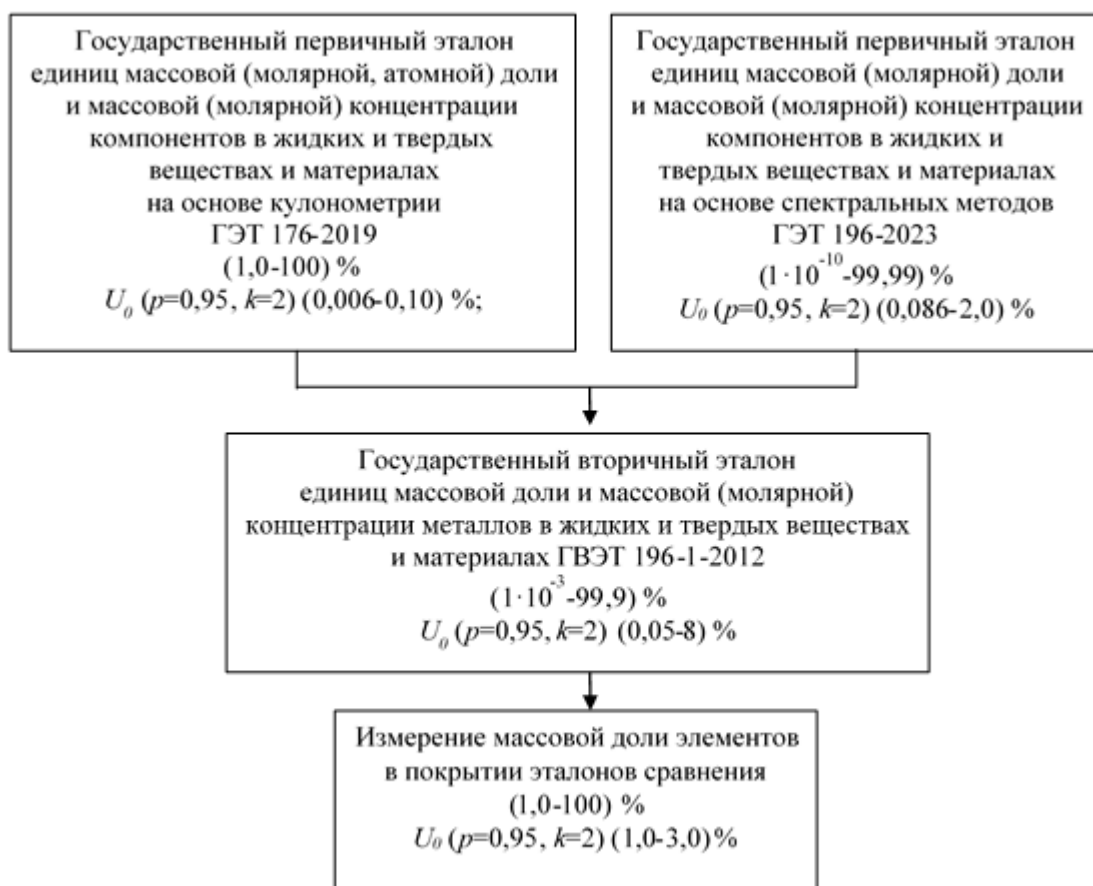 Государственный первичный эталон
единиц массовой (молярной, атомной) доли
и массовой (молярной) концентрации
компонентов в жидких и твердых
веществах и материалах
на основе кулонометрии
ГЭТ 176-2019
(1,0-100) %
U₀ (p=0,95, k=2) (0,006-0,10) %;
Государственный первичный эталон
единиц массовой (молярной) доли
и массовой (молярной) концентрации
компонентов в жидких и
твердых веществах и материалах
на основе спектральных методов
ГЭТ 196-2023
(1·10⁻¹⁰-99,99) %
U₀ (p=0,95, k=2) (0,086-2,0) %
Государственный вторичный эталон
единиц массовой доли и массовой (молярной)
концентрации металлов в жидких и твердых веществах
и материалах ГВЭТ 196-1-2012
(1·10⁻³-99,9) %
U₀ (p=0,95, k=2) (0,05-8) %
Измерение массовой доли элементов
в покрытии эталонов сравнения
(1,0-100) %
U₀ (p=0,95, k=2) (1,0-3,0) %